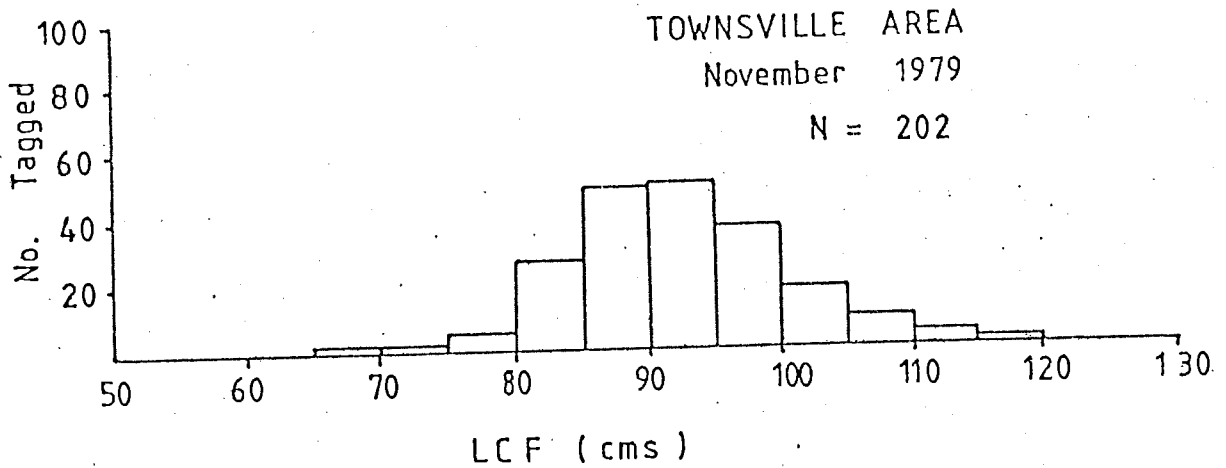 TOWNSVILLE AREA
November 1979
N = 202
No. Tagged
100
80
60
40
20
50 60 70 80 90 100 110 120 130
LCF (cms)